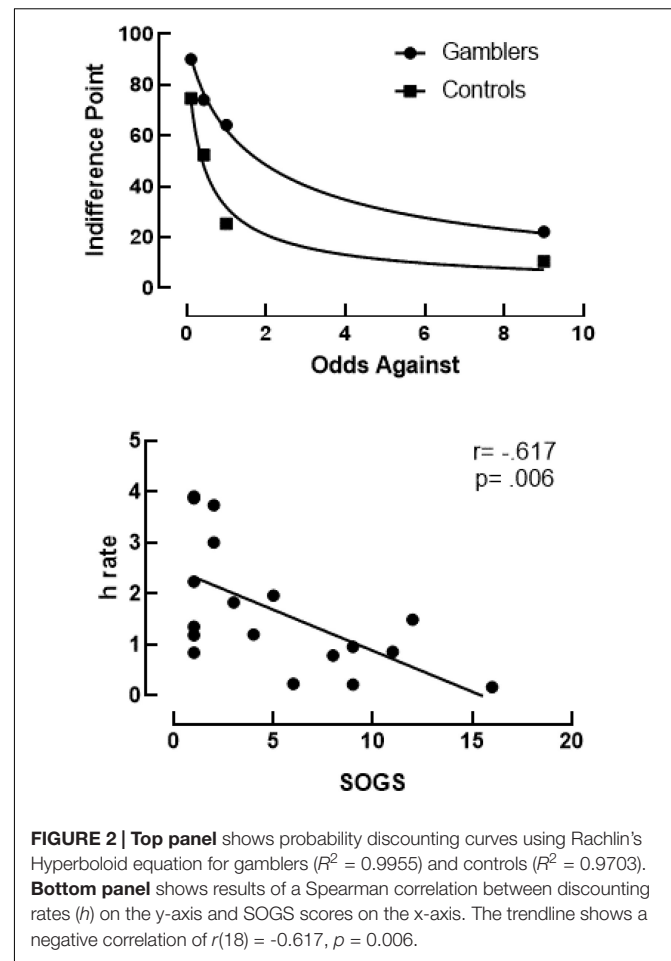 100
80
60
40
20
0
Indifference Point
Gamblers
Controls
0 2 4 6 8 10
Odds Against
5
4
3
2
1
0
h rate
r= -.617
p= .006
0 5 10 15 20
SOGS
FIGURE 2 | Top panel shows probability discounting curves using Rachlin's
Hyperboloid equation for gamblers (R² = 0.9955) and controls (R² = 0.9703).
Bottom panel shows results of a Spearman correlation between discounting
rates (h) on the y-axis and SOGS scores on the x-axis. The trendline shows a
negative correlation of r(18) = -0.617, p = 0.006.